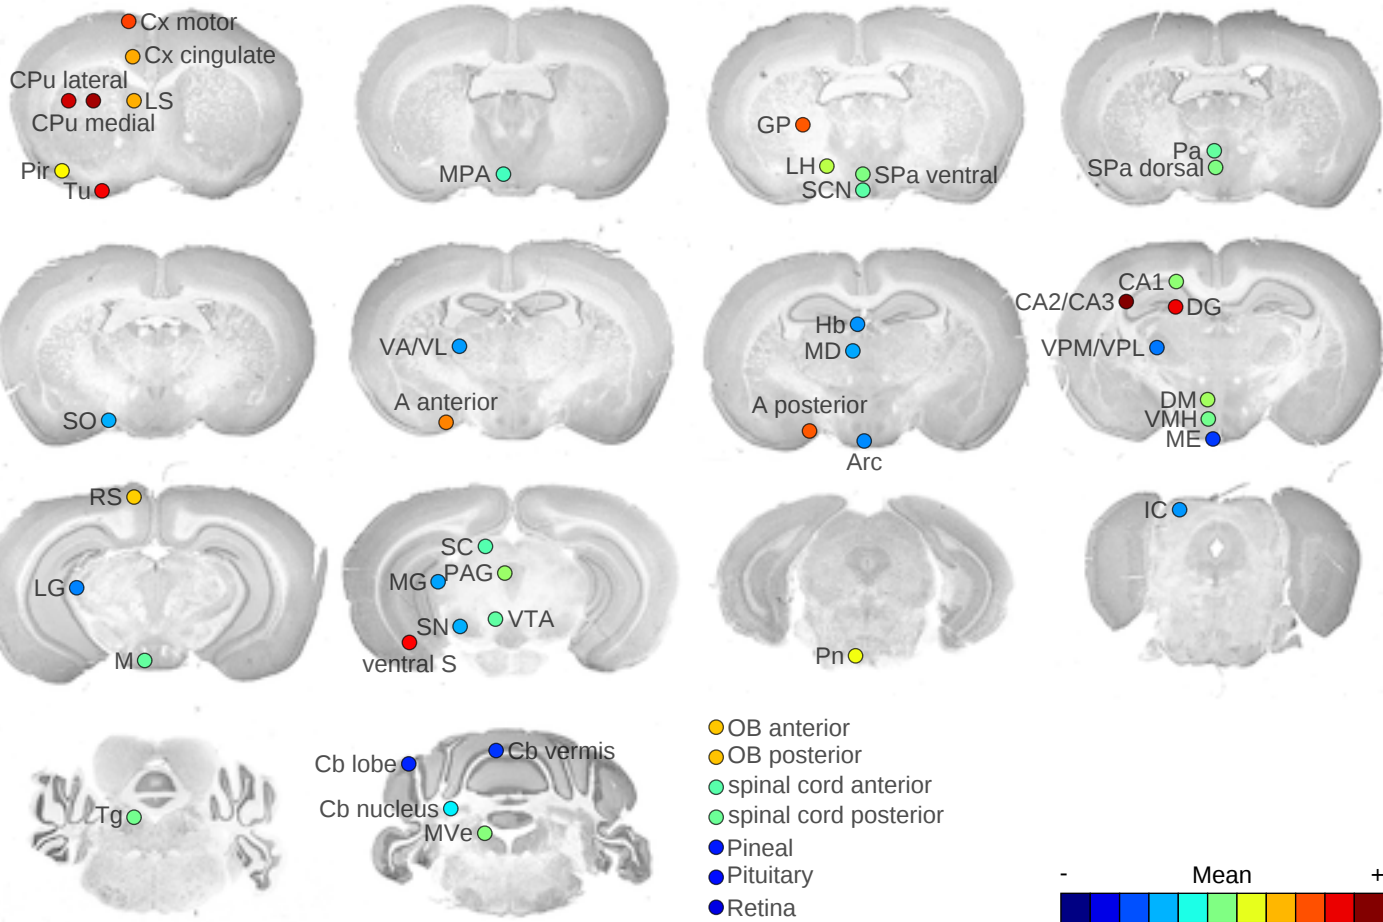 Cx motor
Cx cingulate
CPu lateral
LS
CPu medial
Pir
Tu
MPA
GP
LH
SPa ventral
SCN
Pa
SPa dorsal
SO
VA/VL
A anterior
Hb
MD
A posterior
Arc
CA1
CA2/CA3
DG
VPM/VPL
DM
VMH
ME
RS
LG
M
SC
PAG
MG
VTA
SN
ventral S
Pn
IC
Tg
Cb vermis
Cb lobe
Cb nucleus
MVe
OB anterior
OB posterior
spinal cord anterior
spinal cord posterior
Pineal
Pituitary
Retina
- Mean +